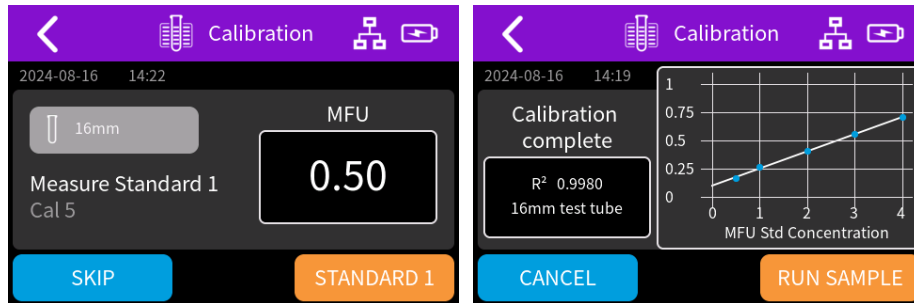 Calibration
2024-08-16 14:22
16mm
MFU
0.50
Measure Standard 1
Cal 5
SKIP
STANDARD 1
Calibration
2024-08-16 14:19
Calibration
complete
R² 0.9980
16mm test tube
1
0.75
0.5
0.25
0
0 1 2 3 4
MFU Std Concentration
CANCEL
RUN SAMPLE